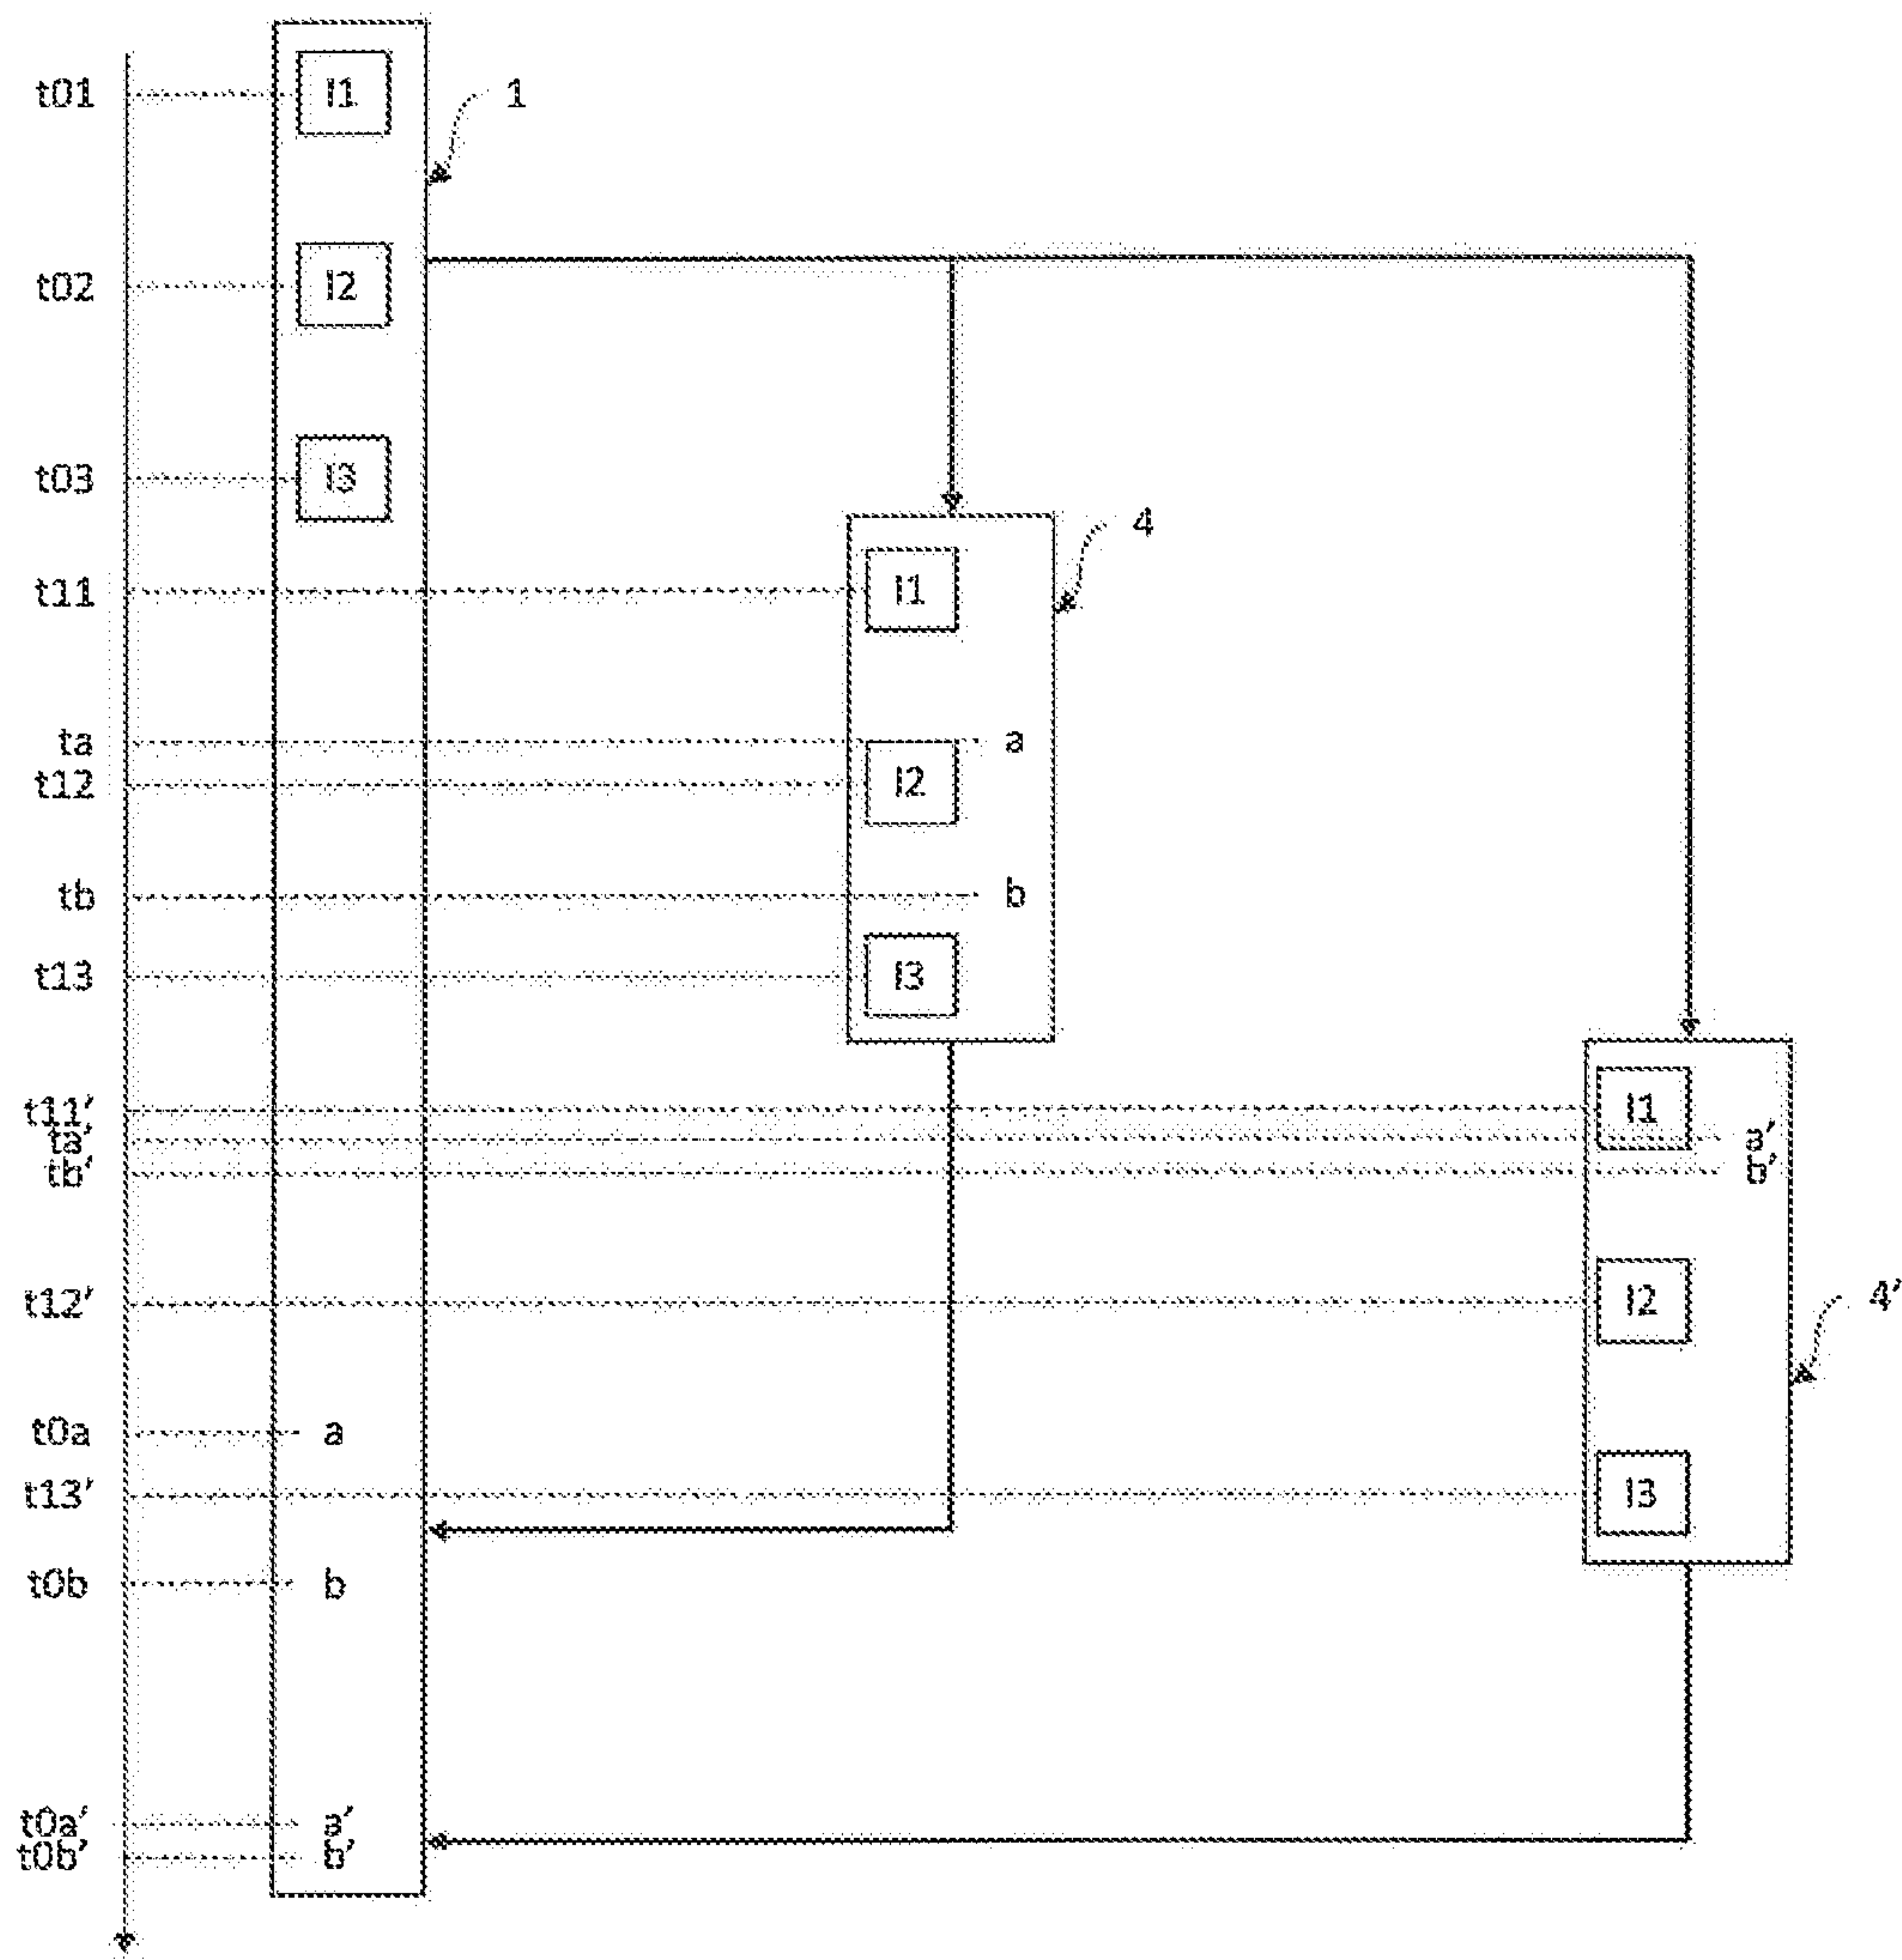 t01 I1 1
t02 I2
t03 I3
4
t11 I1
ta a
t12 I2
tb b
t13 I3
t11' I1
ta' a'
tb' b'
t12' I2 4'
t0a a
t13' I3
t0b b
t0a' a'
t0b' b'